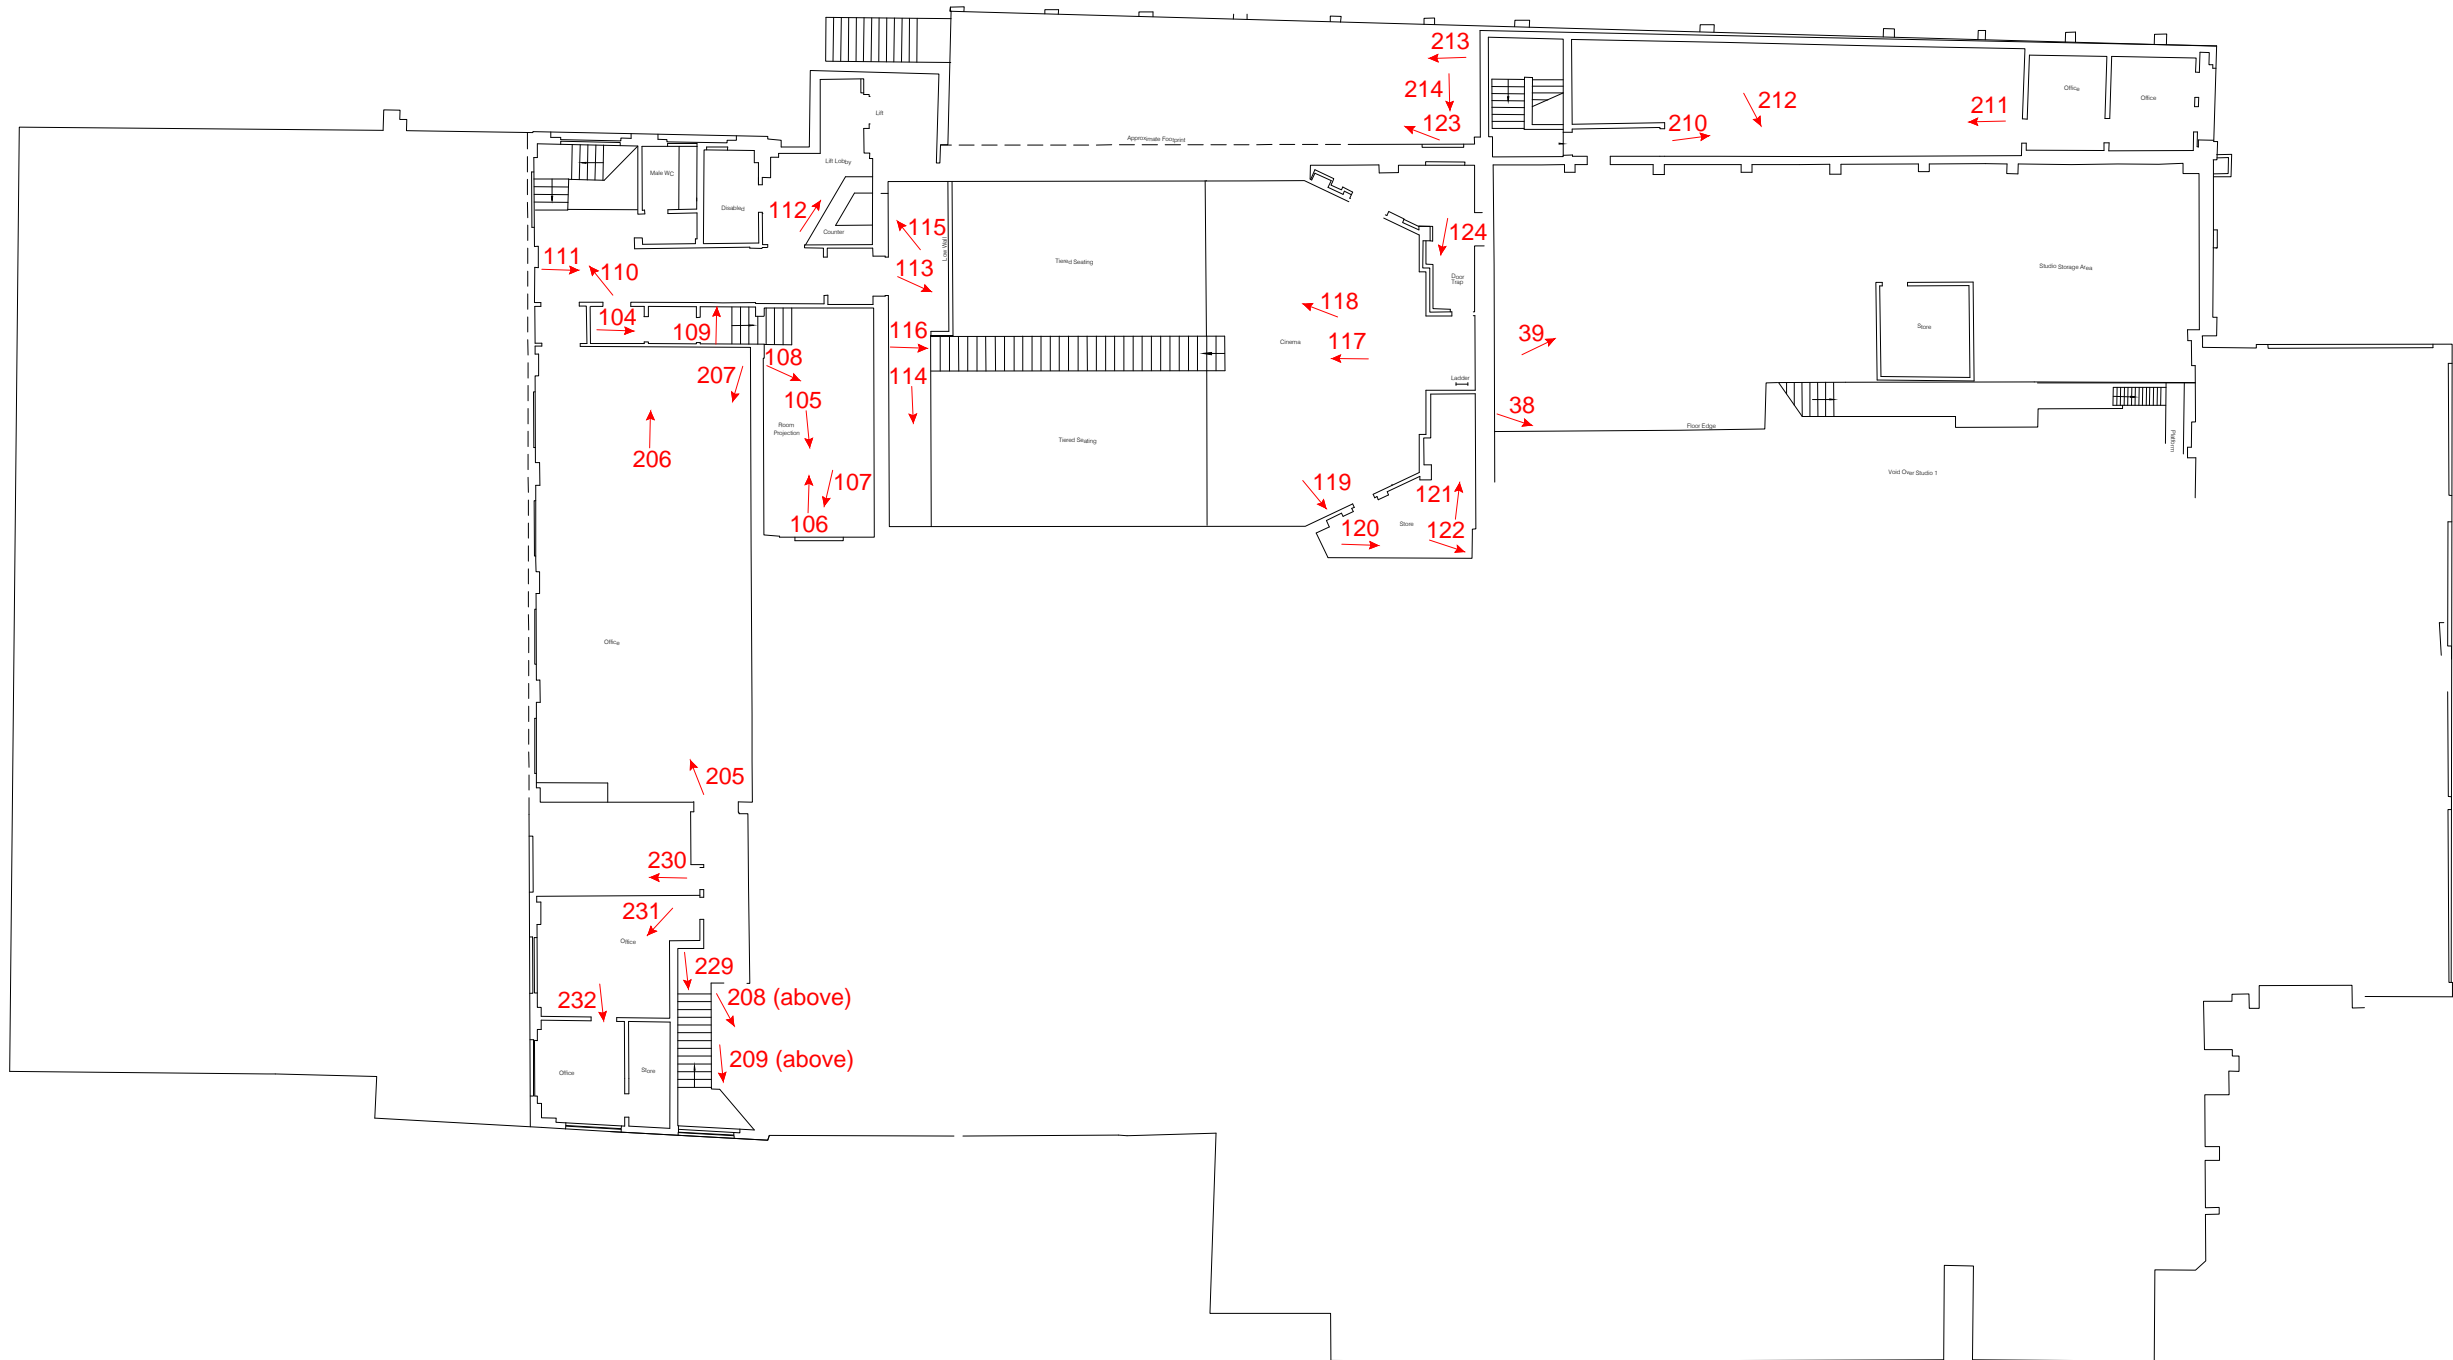 213
Office
Office
214
212
211
Lift
210
123
Approximate Footprint
Lift Lobby
Male WC
Disabled
112
Counter
115
124
Low Wall
111
110
113
Tiered Seating
Door
Trap
Studio Storage Area
118
104
109
116
Cinema
117
39
Store
108
207
114
Ladder
105
38
Room
Projection
Floor Edge
Tiered Seating
Platform
206
Void Over Studio 1
107
119
121
106
120
Store
122
Office
205
230
231
Office
229
232
208 (above)
209 (above)
Office
Store